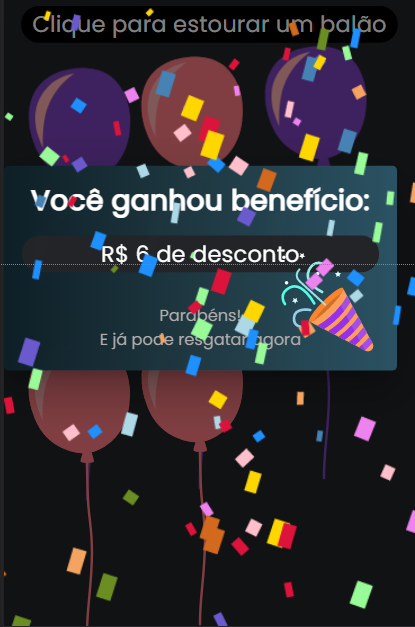 Clique para estourar um balão
Você ganhou benefício:
R$ 6 de desconto
Parabéns!
E já pode resgatar agora